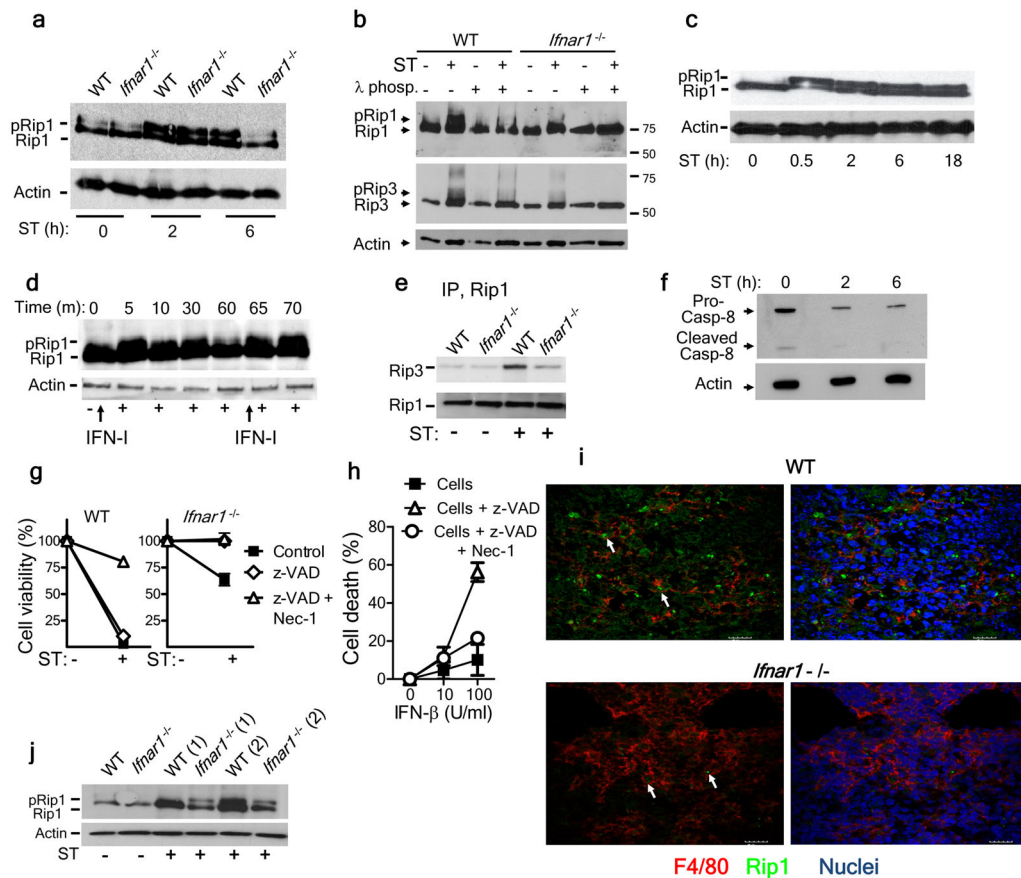 a
WT
Ifnar1-/-
WT
Ifnar1-/-
WT
Ifnar1-/-
pRip1
Rip1
Actin
ST (h):
0 2 6
b
WT Ifnar1-/-
ST - + - + - + - +
λ phosp. - - + + - - + +
pRip1
Rip1
75
50
pRip3
Rip3
75
50
Actin
c
pRip1
Rip1
Actin
ST (h): 0 0.5 2 6 18
d
Time (m): 0 5 10 30 60 65 70
pRip1
Rip1
Actin
- + + + + + +
IFN-I IFN-I
e
IP, Rip1
WT
Ifnar1-/-
WT
Ifnar1-/-
Rip3
Rip1
ST: - - + +
f
ST (h): 0 2 6
Pro-
Casp-8
Cleaved
Casp-8
Actin
g
WT Ifnar1-/-
Cell viability (%)
100 100
75 75
50 50
25 25
ST: - + - +
Control
z-VAD
z-VAD +
Nec-1
h
Cells
Cells + z-VAD
Cells + z-VAD
+ Nec-1
Cell death (%)
80
60
40
20
0
0 10 100
IFN-β (U/ml)
i
WT
Ifnar1 - /-
F4/80 Rip1 Nuclei
j
WT
Ifnar1-/-
WT (1)
Ifnar1-/- (1)
WT (2)
Ifnar1-/- (2)
pRip1
Rip1
Actin
ST - - + + + +